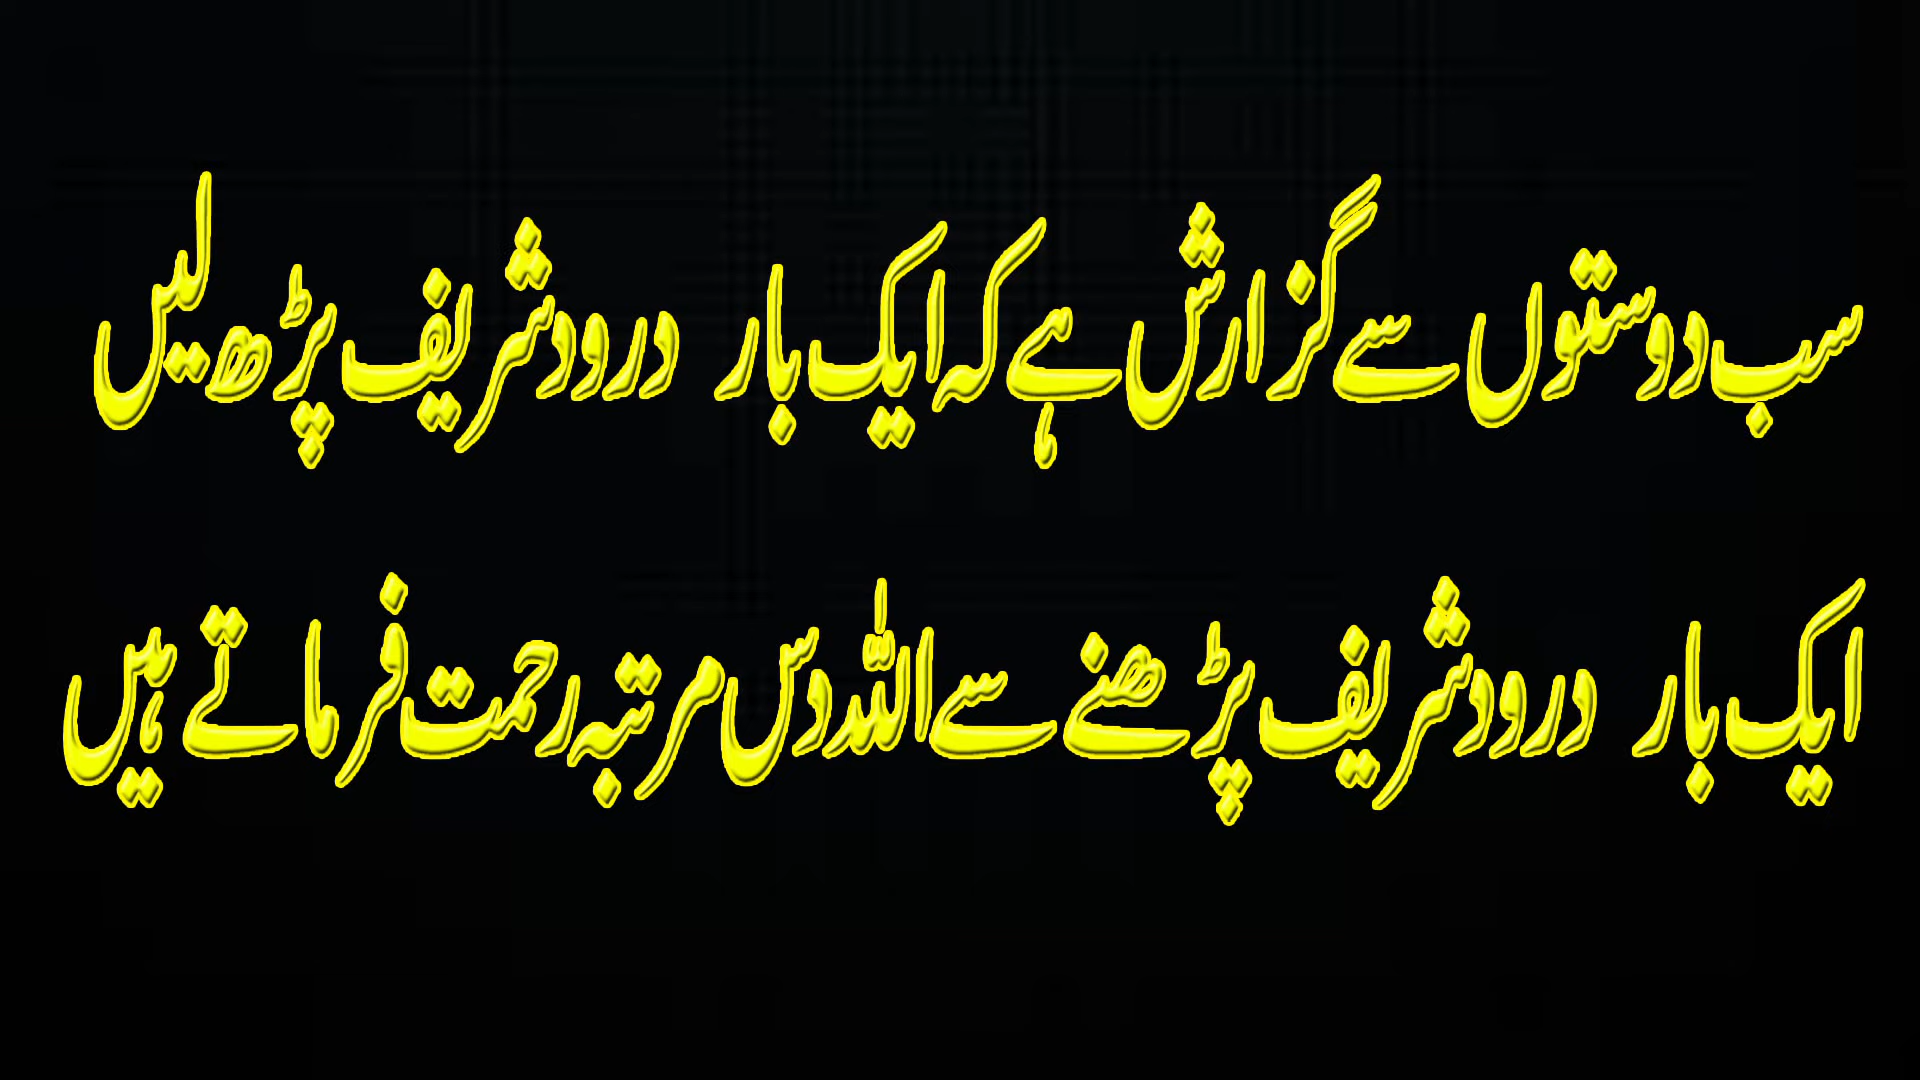 سب دوستوں سے گزارش ہے کہ ایک بار درود شریف پڑھ لیں
ایک بار درود شریف پڑھنے سے اللہ دس مرتبہ رحمت فرماتے ہیں